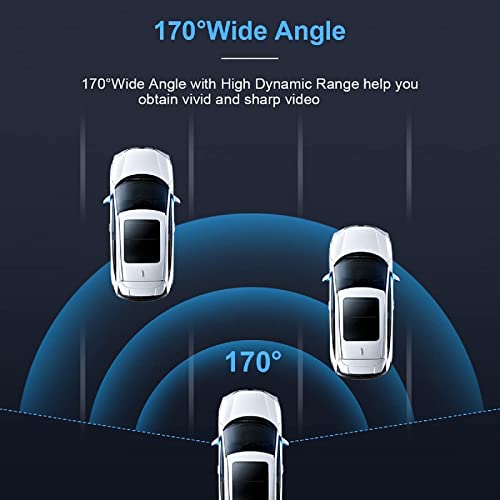 170°Wide Angle
170°Wide Angle with High Dynamic Range help you
obtain vivid and sharp video
170°